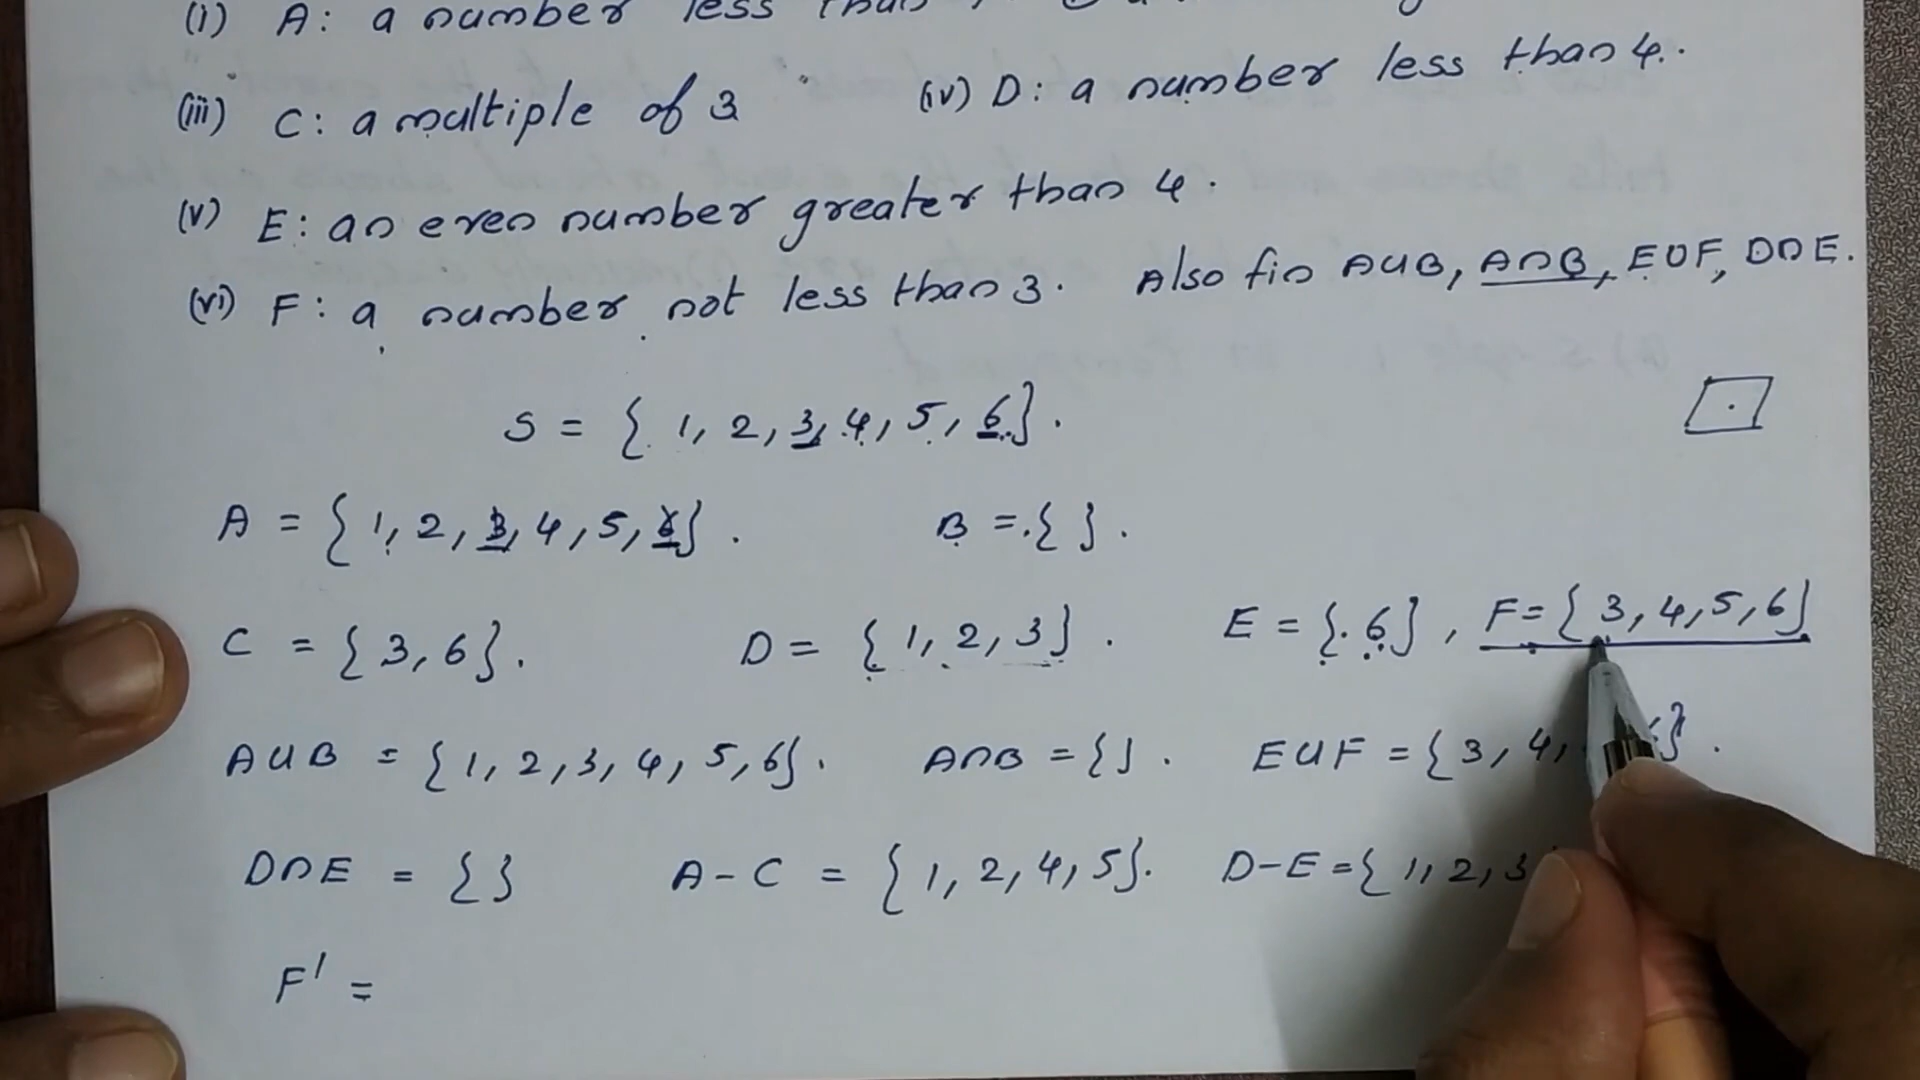 (i) A: a number less than
(iii) C: a multiple of 3 (iv) D: a number less than 4.
(v) E: an even number greater than 4.
(vi) F: a number not less than 3. Also fin A∪B, A∩B, E∪F, D∩E.
S = { 1, 2, 3, 4, 5, 6}.
A = { 1, 2, 3, 4, 5, 6}. B = { }.
C = { 3, 6}. D = { 1, 2, 3}. E = { 6}, F = { 3, 4, 5, 6}
A∪B = { 1, 2, 3, 4, 5, 6}. A∩B = { }. E∪F = { 3, 4, }.
D∩E = { } A-C = { 1, 2, 4, 5}. D-E = { 1, 2, 3
F' =